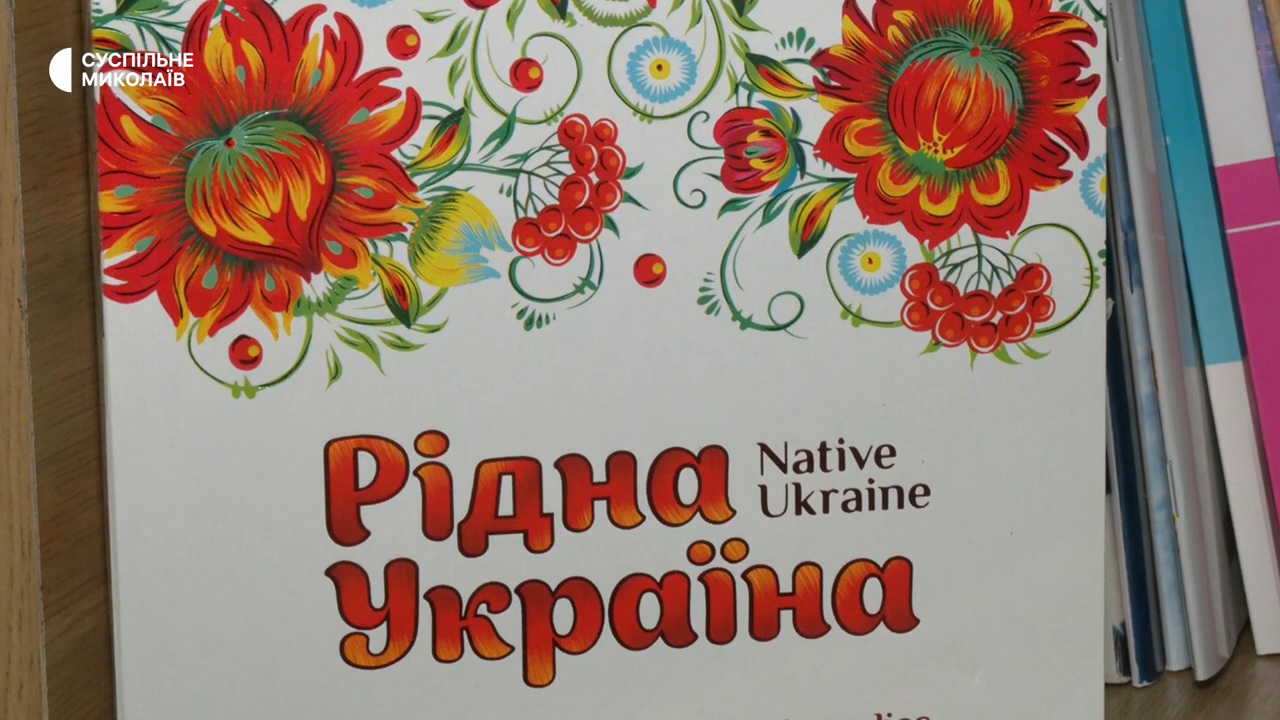 СУСПІЛЬНЕ
МИКОЛАЇВ
Рідна
Native
Ukraine
Україна